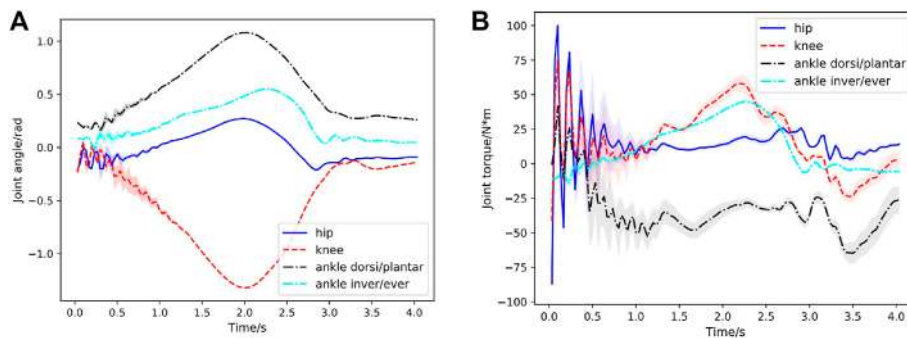 A
Joint angle/rad
1.0
0.5
0.0
−0.5
−1.0
0.0 0.5 1.0 1.5 2.0 2.5 3.0 3.5 4.0
Time/s
hip
knee
ankle dorsi/plantar
ankle inver/ever
B
Joint torque/N*m
100
75
50
25
0
−25
−50
−75
−100
0.0 0.5 1.0 1.5 2.0 2.5 3.0 3.5 4.0
Time/s
hip
knee
ankle dorsi/plantar
ankle inver/ever